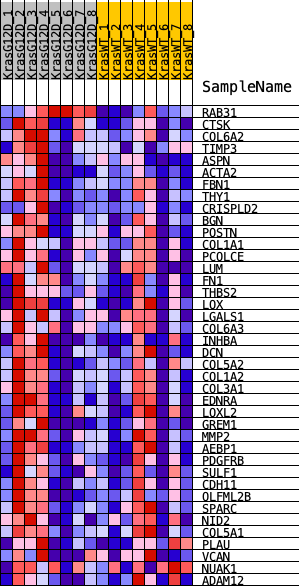 KrasG12D_1
KrasG12D_2
KrasG12D_3
KrasG12D_4
KrasG12D_5
KrasG12D_6
KrasG12D_7
KrasG12D_8
KrasWT_1
KrasWT_2
KrasWT_3
KrasWT_4
KrasWT_5
KrasWT_6
KrasWT_7
KrasWT_8
SampleName
RAB31
CTSK
COL6A2
TIMP3
ASPN
ACTA2
FBN1
THY1
CRISPLD2
BGN
POSTN
COL1A1
PCOLCE
LUM
FN1
THBS2
LOX
LGALS1
COL6A3
INHBA
DCN
COL5A2
COL1A2
COL3A1
EDNRA
LOXL2
GREM1
MMP2
AEBP1
PDGFRB
SULF1
CDH11
OLFML2B
SPARC
NID2
COL5A1
PLAU
VCAN
NUAK1
ADAM12